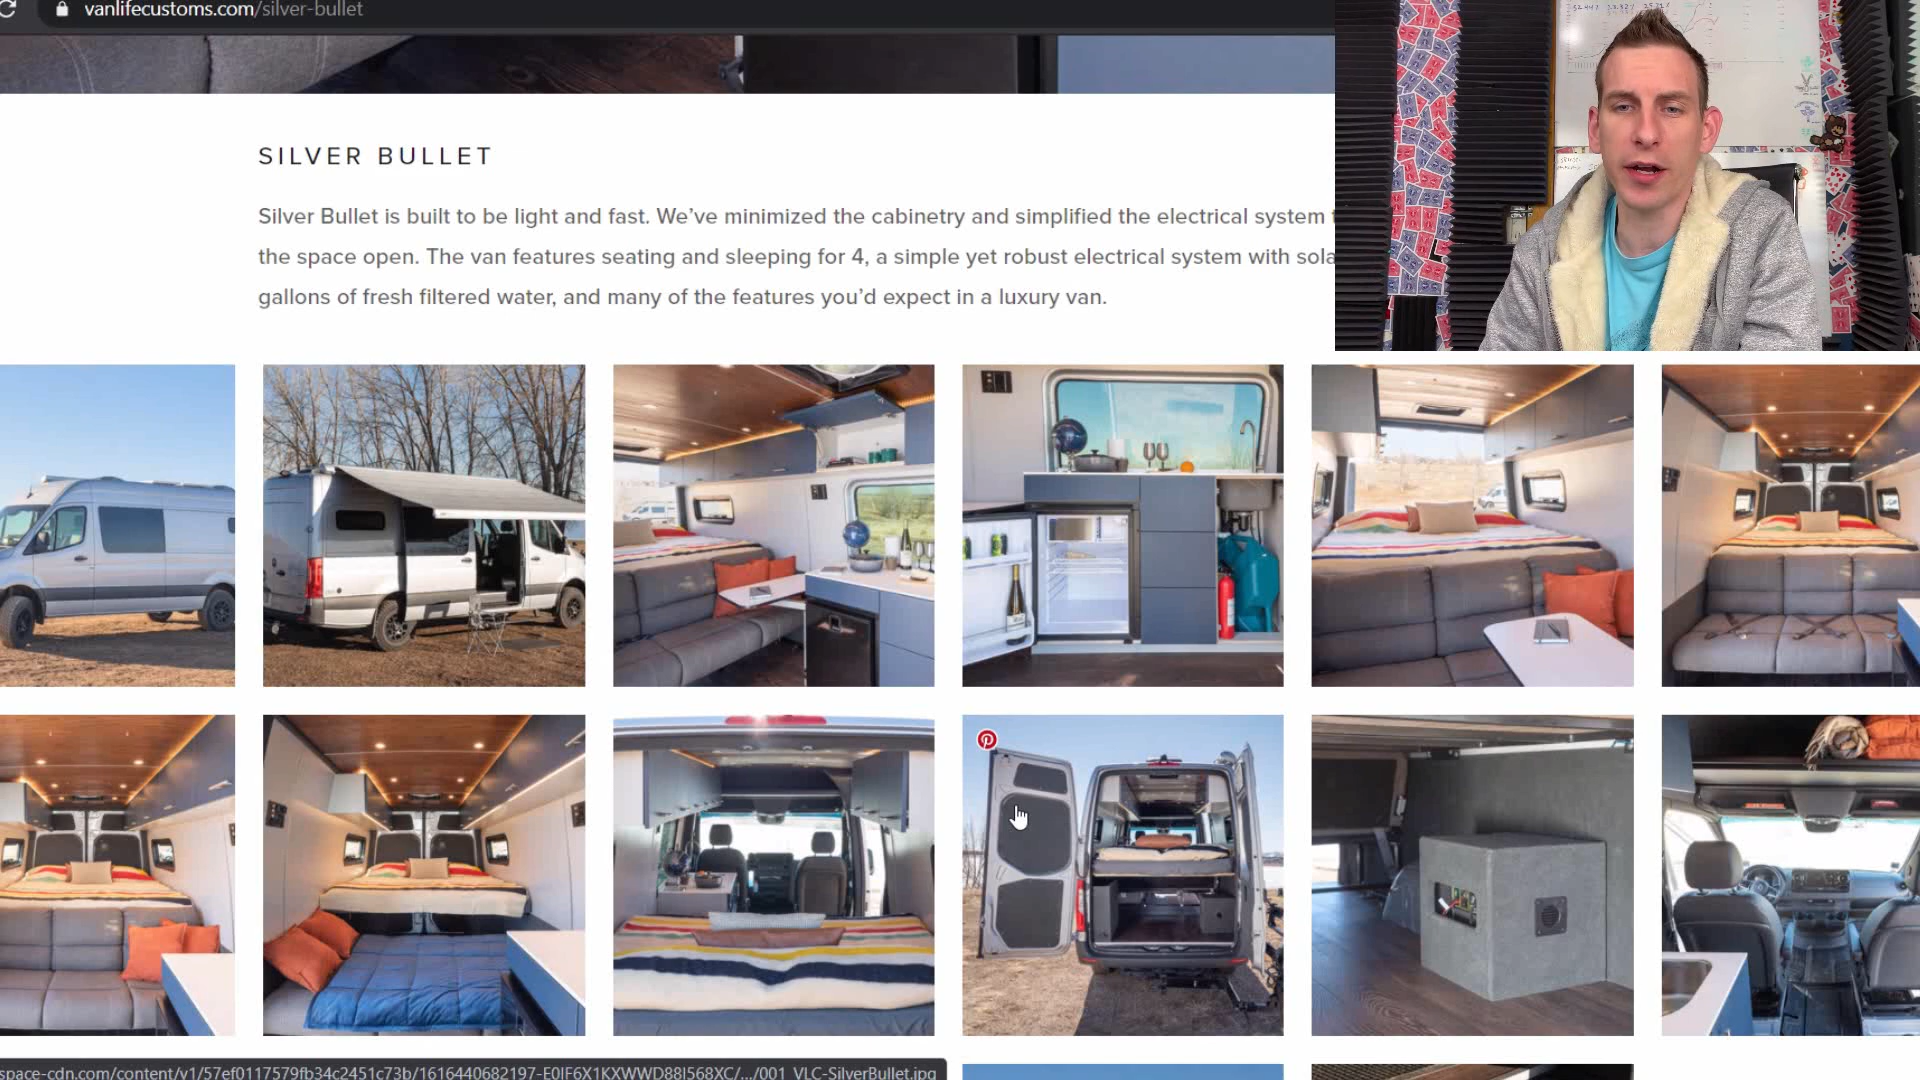 vanlifecustoms.com/silver-bullet
SILVER BULLET
Silver Bullet is built to be light and fast. We've minimized the cabinetry and simplified the electrical system
the space open. The van features seating and sleeping for 4, a simple yet robust electrical system with sola
gallons of fresh filtered water, and many of the features you'd expect in a luxury van.
space-cdn.com/content/v1/57ef0117579fb34c2451c73b/1616440682197-E0IF6X1KXWWD88I568XC/.../001_VLC-SilverBullet.jpg